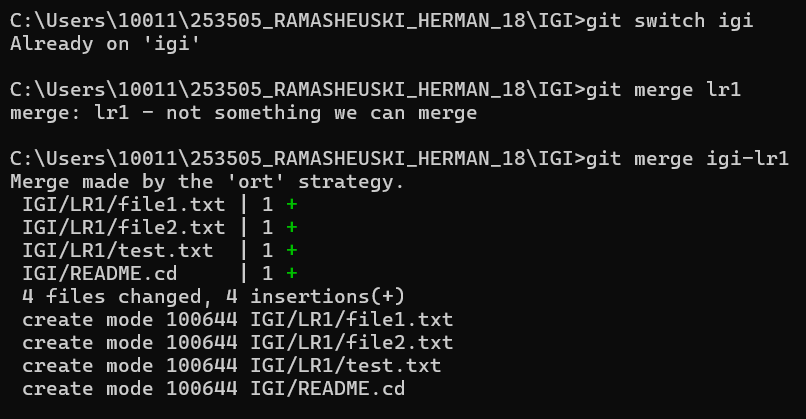 C:\Users\10011\253505_RAMASHEUSKI_HERMAN_18\IGI>git switch igi
Already on 'igi'
C:\Users\10011\253505_RAMASHEUSKI_HERMAN_18\IGI>git merge lr1
merge: lr1 - not something we can merge
C:\Users\10011\253505_RAMASHEUSKI_HERMAN_18\IGI>git merge igi-lr1
Merge made by the 'ort' strategy.
 IGI/LR1/file1.txt | 1 +
 IGI/LR1/file2.txt | 1 +
 IGI/LR1/test.txt  | 1 +
 IGI/README.cd     | 1 +
 4 files changed, 4 insertions(+)
 create mode 100644 IGI/LR1/file1.txt
 create mode 100644 IGI/LR1/file2.txt
 create mode 100644 IGI/LR1/test.txt
 create mode 100644 IGI/README.cd